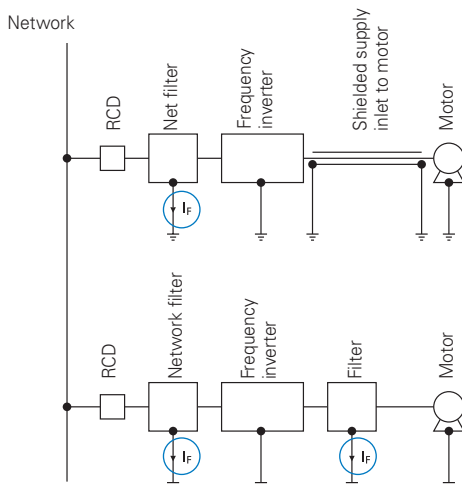 Network
RCD
Net filter
Frequency
inverter
Shielded supply
inlet to motor
Motor
IF
RCD
Network filter
Frequency
inverter
Filter
Motor
IF
IF